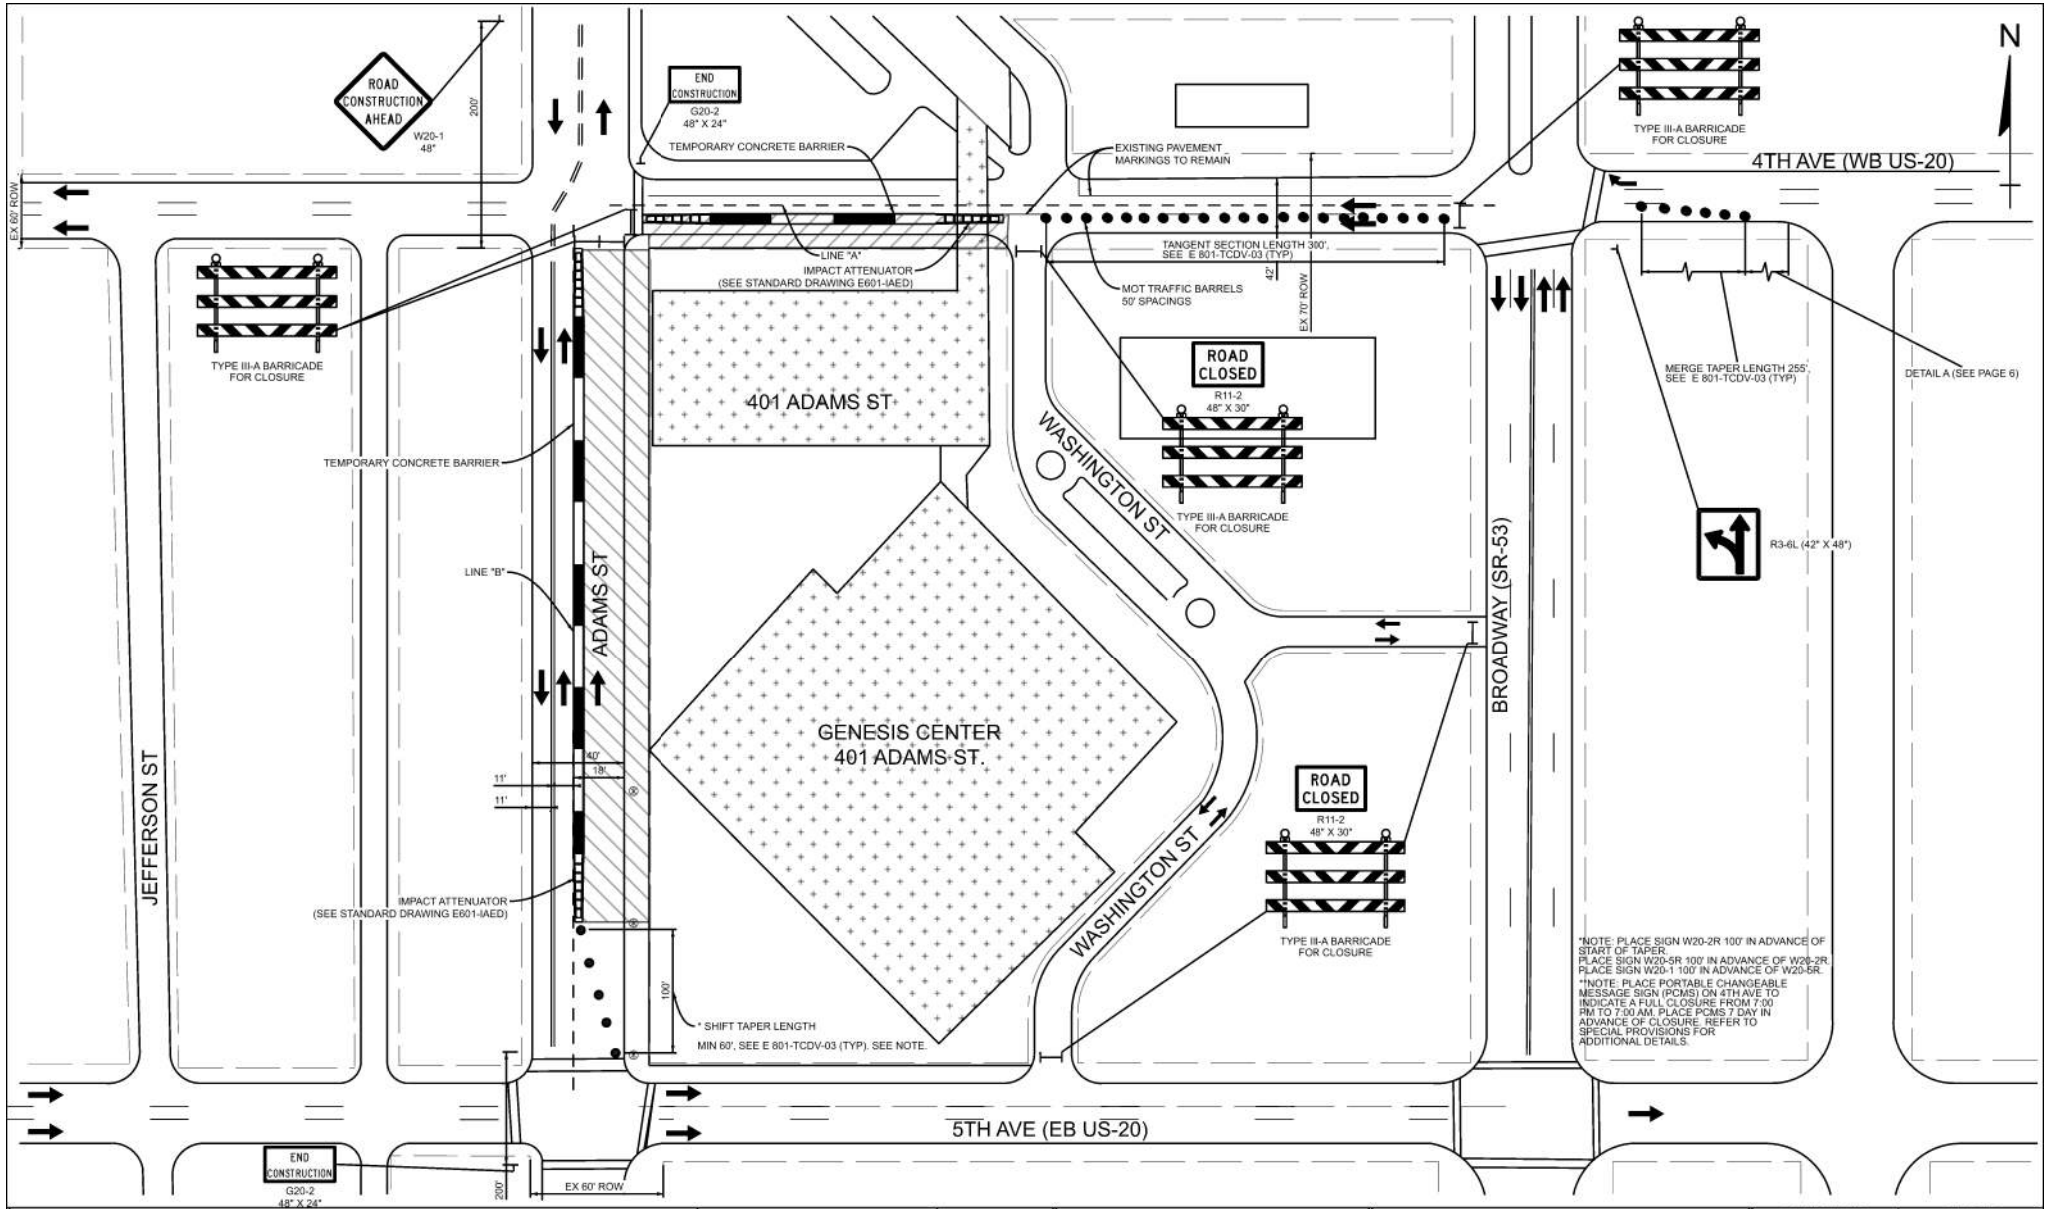 ROAD
CONSTRUCTION
AHEAD
W20-1
48"
200'
END
CONSTRUCTION
G20-2
48" X 24"
TEMPORARY CONCRETE BARRIER
EXISTING PAVEMENT
MARKINGS TO REMAIN
TYPE III-A BARRICADE
FOR CLOSURE
N
4TH AVE (WB US-20)
EX 60' ROW
LINE "A"
IMPACT ATTENUATOR
(SEE STANDARD DRAWING E601-IAED)
TANGENT SECTION LENGTH 300',
SEE E 801-TCDV-03 (TYP)
42'
EX 70' ROW
MOT TRAFFIC BARRELS
50' SPACINGS
TYPE III-A BARRICADE
FOR CLOSURE
401 ADAMS ST
ROAD
CLOSED
R11-2
48" X 30"
TYPE III-A BARRICADE
FOR CLOSURE
MERGE TAPER LENGTH 255',
SEE E 801-TCDV-03 (TYP)
DETAIL A (SEE PAGE 6)
TEMPORARY CONCRETE BARRIER
WASHINGTON ST
R3-6L (42" X 48")
LINE "B"
ADAMS ST
BROADWAY (SR-53)
GENESIS CENTER
401 ADAMS ST.
40'
18'
11'
11'
JEFFERSON ST
ROAD
CLOSED
R11-2
48" X 30"
TYPE III-A BARRICADE
FOR CLOSURE
WASHINGTON ST
IMPACT ATTENUATOR
(SEE STANDARD DRAWING E601-IAED)
100'
* SHIFT TAPER LENGTH
MIN 60', SEE E 801-TCDV-03 (TYP). SEE NOTE.
*NOTE: PLACE SIGN W20-2R 100' IN ADVANCE OF
START OF TAPER.
PLACE SIGN W20-5R 100' IN ADVANCE OF W20-2R.
PLACE SIGN W20-1 100' IN ADVANCE OF W20-5R.
**NOTE: PLACE PORTABLE CHANGEABLE
MESSAGE SIGN (PCMS) ON 4TH AVE TO
INDICATE A FULL CLOSURE FROM 7:00
PM TO 7:00 AM. PLACE PCMS 7 DAY IN
ADVANCE OF CLOSURE. REFER TO
SPECIAL PROVISIONS FOR
ADDITIONAL DETAILS.
5TH AVE (EB US-20)
END
CONSTRUCTION
G20-2
48" X 24"
200'
EX 60' ROW